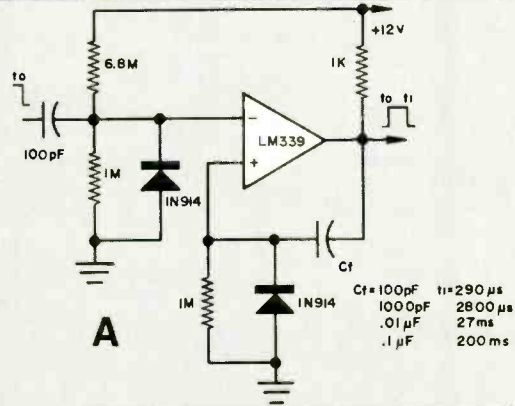 +12V
6.8M
1K
to
to t1
100pF
1M
1N914
−
+
LM339
Cf
1M
1N914
A
Cf=100pF t1=290µs
1000pF 2800µs
.01µF 27ms
.1µF 200ms